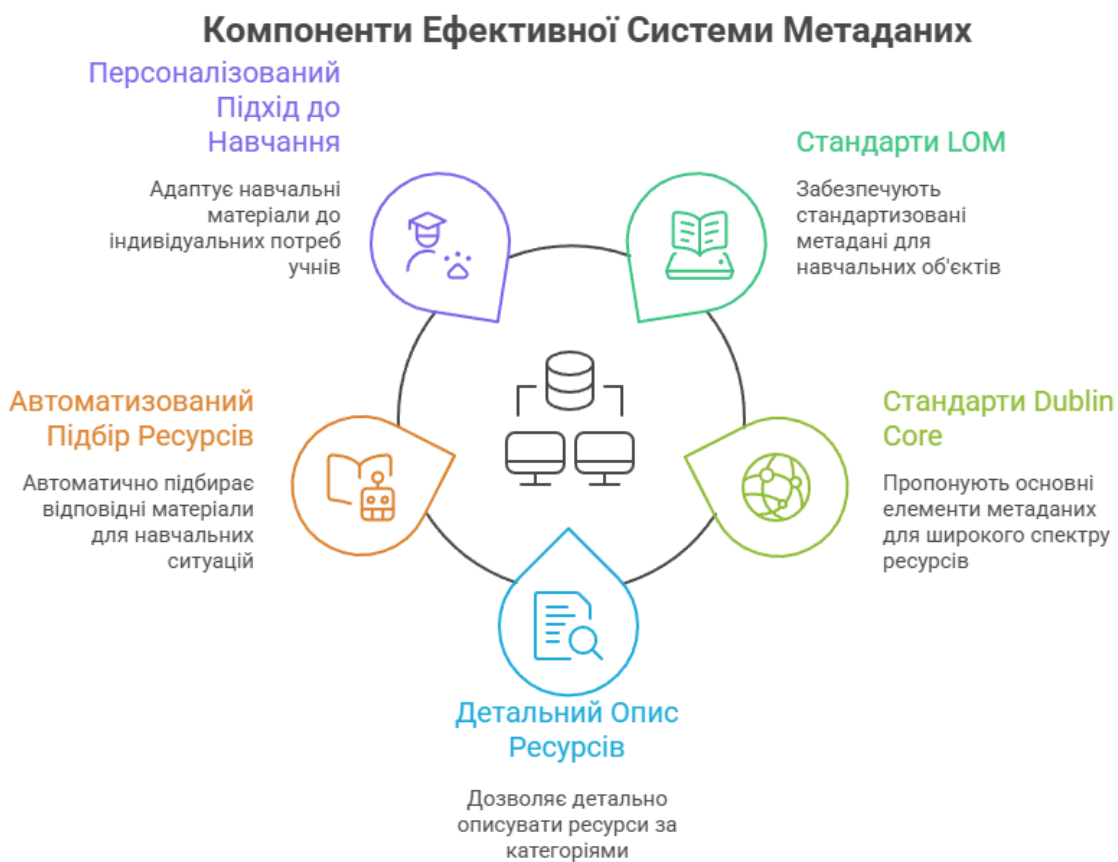 Компоненти Ефективної Системи Метаданих
Персоналізований
Підхід до
Навчання
Адаптує навчальні
матеріали до
індивідуальних потреб
учнів
Стандарти LOM
Забезпечують
стандартизовані
метадані для
навчальних об'єктів
Автоматизований
Підбір Ресурсів
Автоматично підбирає
відповідні матеріали
для навчальних
ситуацій
Стандарти Dublin
Core
Пропонують основні
елементи метаданих
для широкого спектру
ресурсів
Детальний Опис
Ресурсів
Дозволяє детально
описувати ресурси за
категоріями